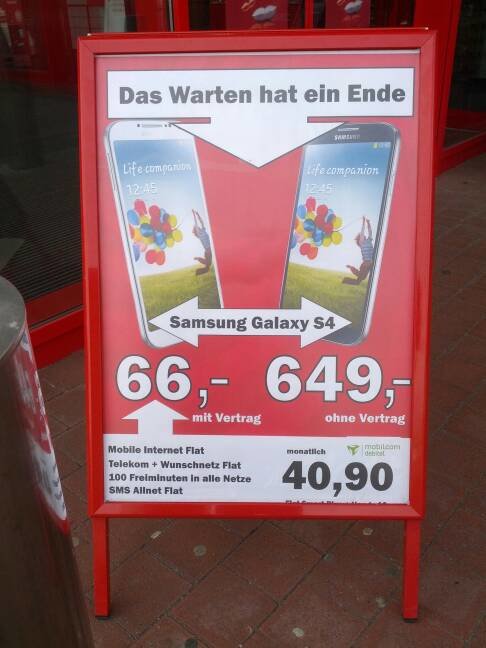 Das Warten hat ein Ende
SAMSUNG
Life companion
12:45
Life companion
12:45
Samsung Galaxy S4
66,- 649,-
mit Vertrag ohne Vertrag
Mobile Internet Flat
Telekom + Wunschnetz Flat
100 Freiminuten in alle Netze
SMS Allnet Flat
monatlich
mobilcom
debitel
40,90